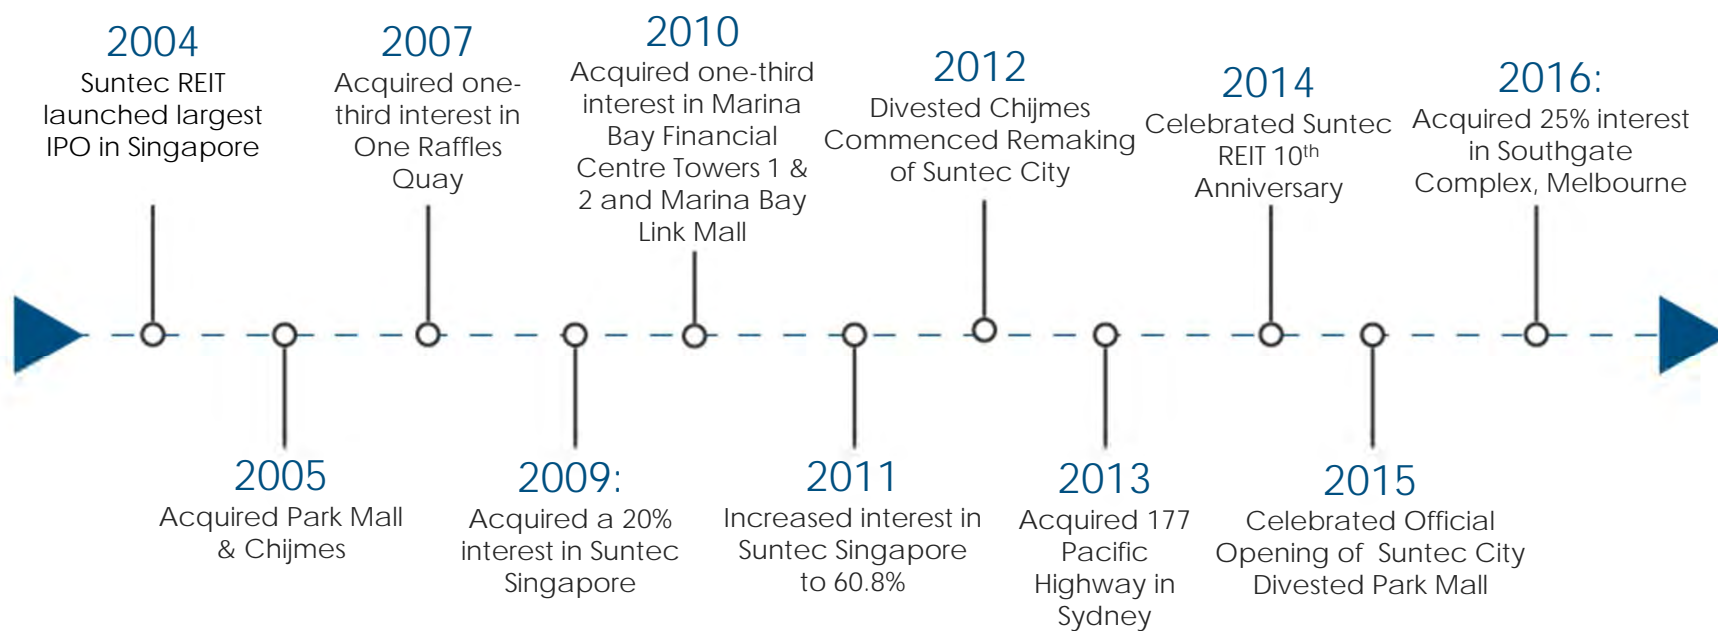 2004
Suntec REIT
launched largest
IPO in Singapore
2007
Acquired one-
third interest in
One Raffles
Quay
2010
Acquired one-third
interest in Marina
Bay Financial
Centre Towers 1 &
2 and Marina Bay
Link Mall
2012
Divested Chijmes
Commenced Remaking
of Suntec City
2014
Celebrated Suntec
REIT 10th
Anniversary
2016:
Acquired 25% interest
in Southgate
Complex, Melbourne
2005
Acquired Park Mall
& Chijmes
2009:
Acquired a 20%
interest in Suntec
Singapore
2011
Increased interest in
Suntec Singapore
to 60.8%
2013
Acquired 177
Pacific
Highway in
Sydney
2015
Celebrated Official
Opening of Suntec City
Divested Park Mall